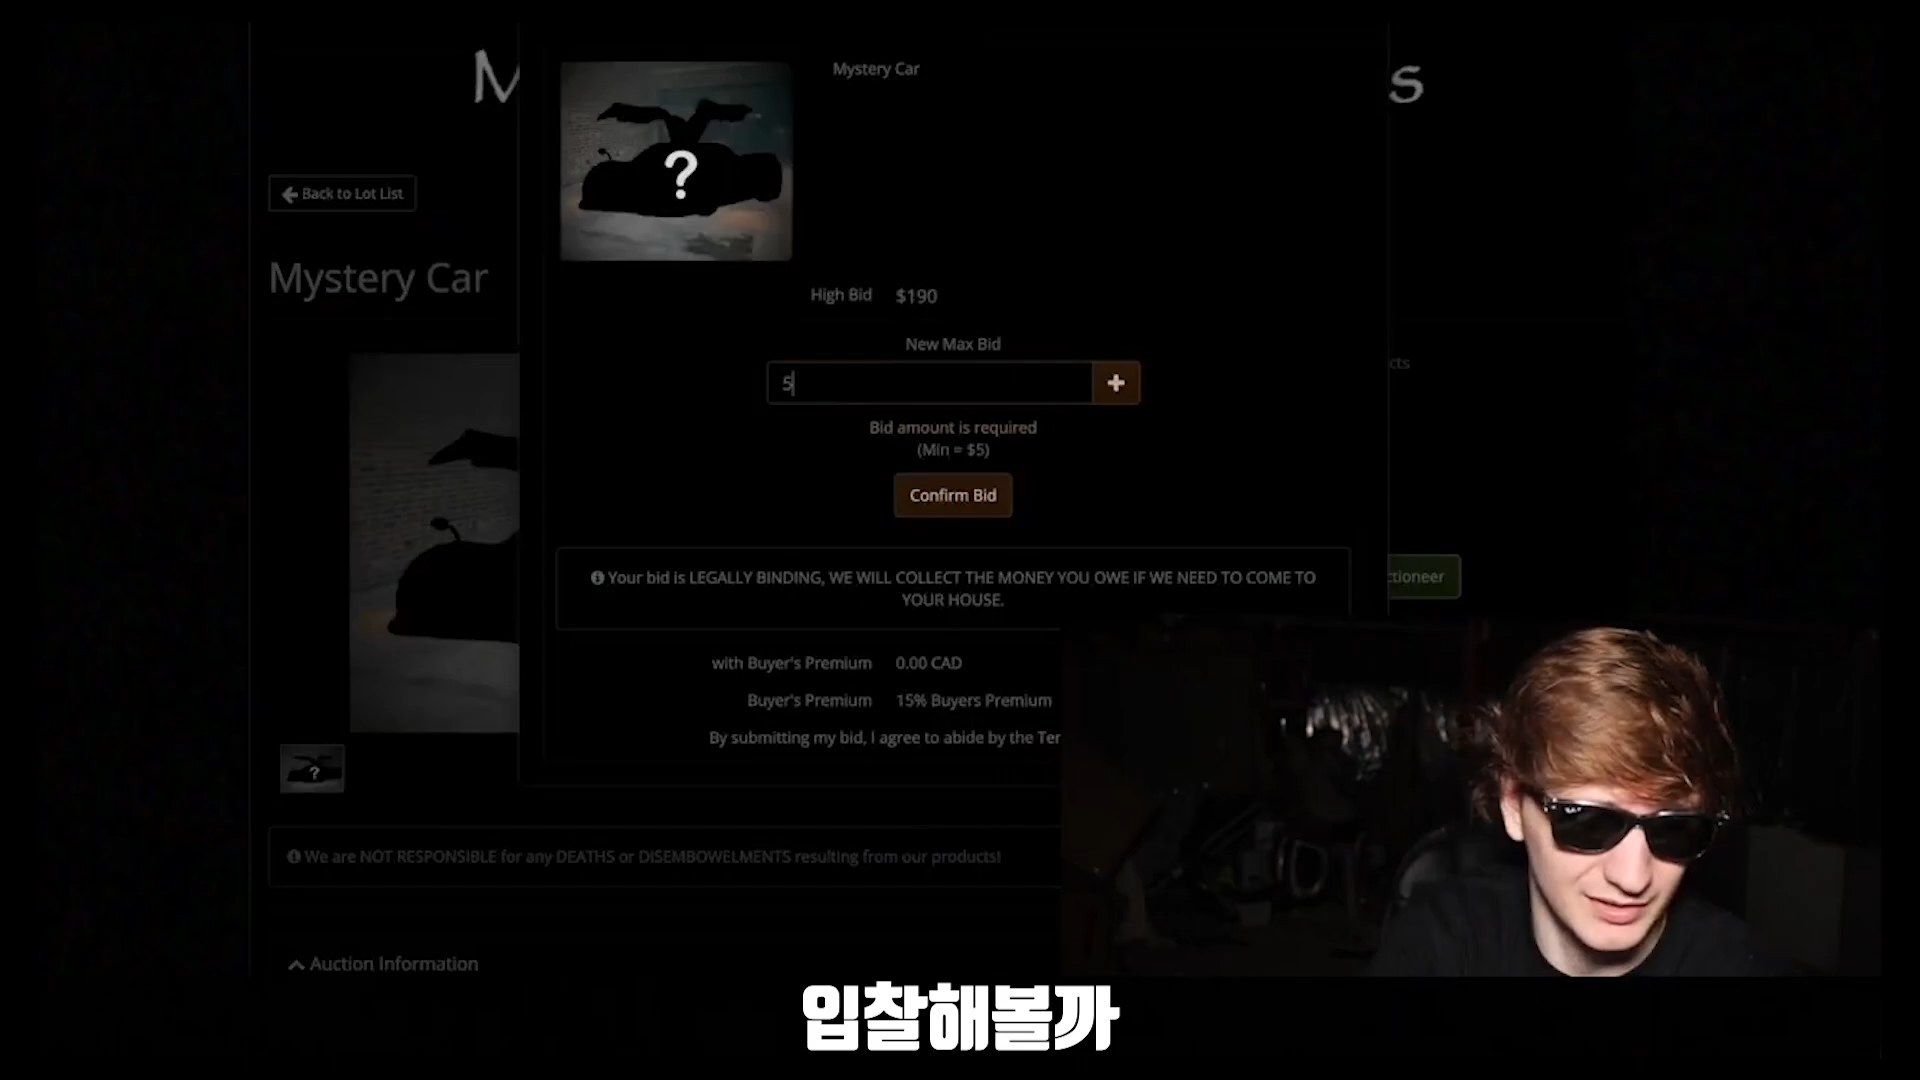 Mystery Car
← Back to Lot List
Mystery Car
?
High Bid $190
New Max Bid
5
+
Bid amount is required
(Min = $5)
Confirm Bid
Your bid is LEGALLY BINDING, WE WILL COLLECT THE MONEY YOU OWE IF WE NEED TO COME TO
YOUR HOUSE.
with Buyer's Premium 0.00 CAD
Buyer's Premium 15% Buyers Premium
By submitting my bid, I agree to abide by the Ter
?
We are NOT RESPONSIBLE for any DEATHS or DISEMBOWELMENTS resulting from our products!
Auction Information
입찰해볼까